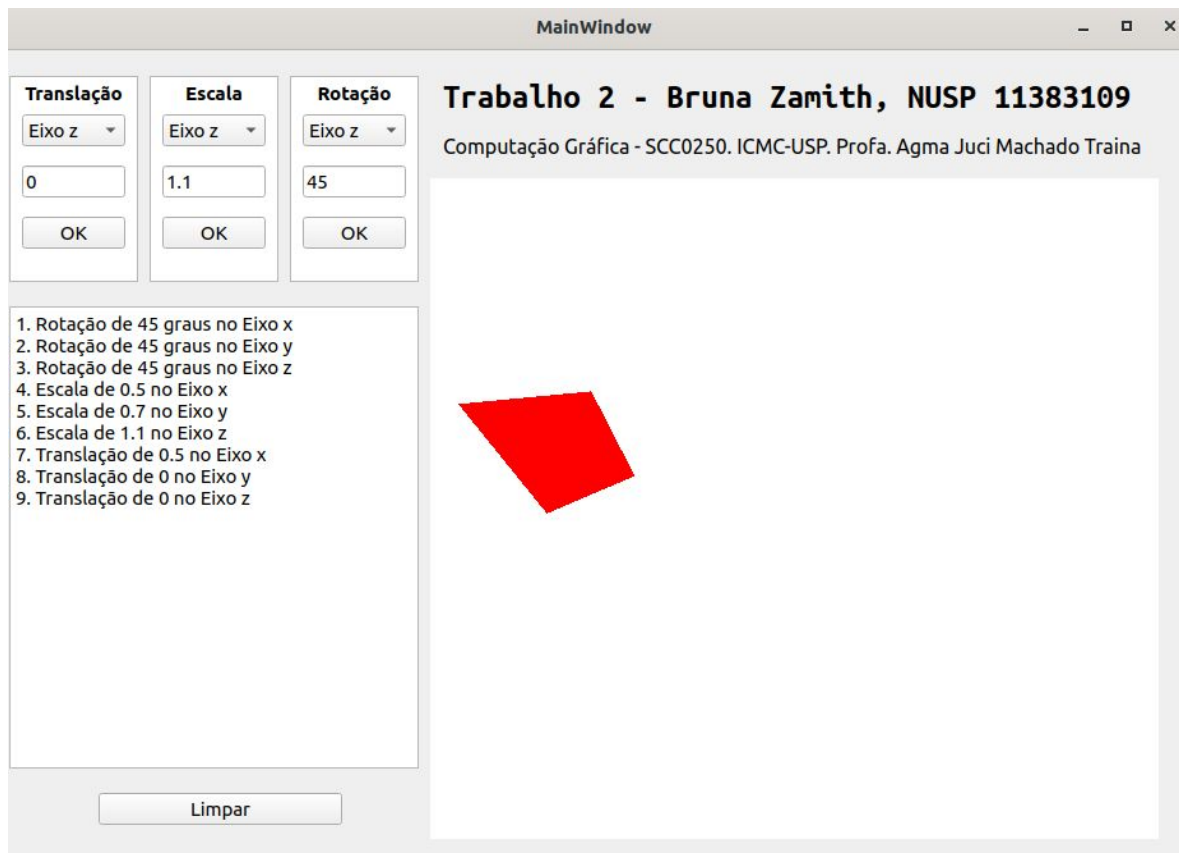 MainWindow
Translação
Eixo z
0
OK
Escala
Eixo z
1.1
OK
Rotação
Eixo z
45
OK
Trabalho 2 - Bruna Zamith, NUSP 11383109
Computação Gráfica - SCC0250. ICMC-USP. Profa. Agma Juci Machado Traina
1. Rotação de 45 graus no Eixo x
2. Rotação de 45 graus no Eixo y
3. Rotação de 45 graus no Eixo z
4. Escala de 0.5 no Eixo x
5. Escala de 0.7 no Eixo y
6. Escala de 1.1 no Eixo z
7. Translação de 0.5 no Eixo x
8. Translação de 0 no Eixo y
9. Translação de 0 no Eixo z
Limpar